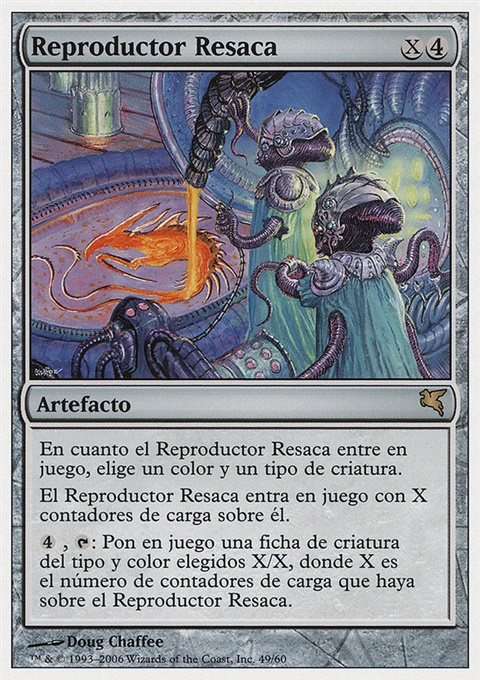 Reproductor Resaca X 4
Artefacto
En cuanto el Reproductor Resaca entre en
juego, elige un color y un tipo de criatura.
El Reproductor Resaca entra en juego con X
contadores de carga sobre él.
4 , : Pon en juego una ficha de criatura
del tipo y color elegidos X/X, donde X es
el número de contadores de carga que haya
sobre el Reproductor Resaca.
Doug Chaffee
™ & © 1993–2006 Wizards of the Coast, Inc. 49/60